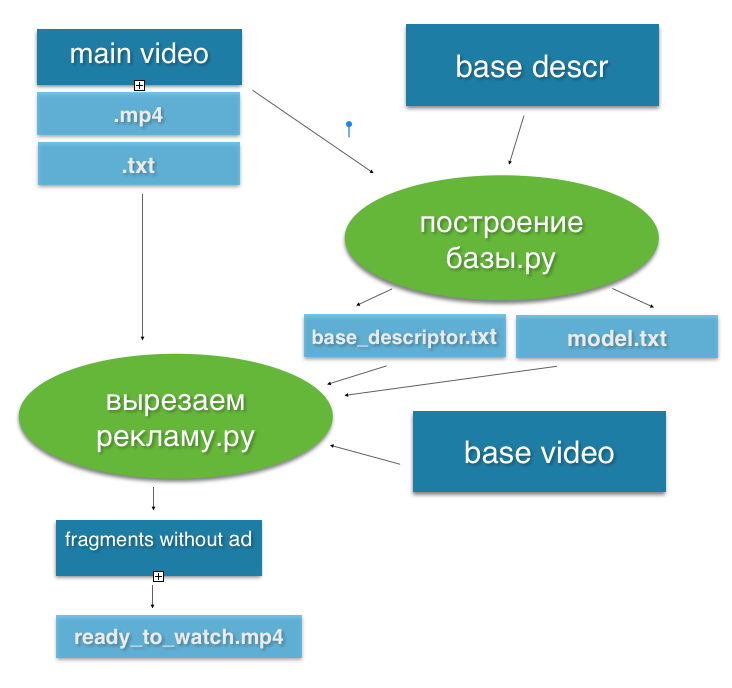 main video
base descr
.mp4
.txt
построение
базы.py
base_descriptor.txt
model.txt
вырезаем
рекламу.py
base video
fragments without ad
ready_to_watch.mp4